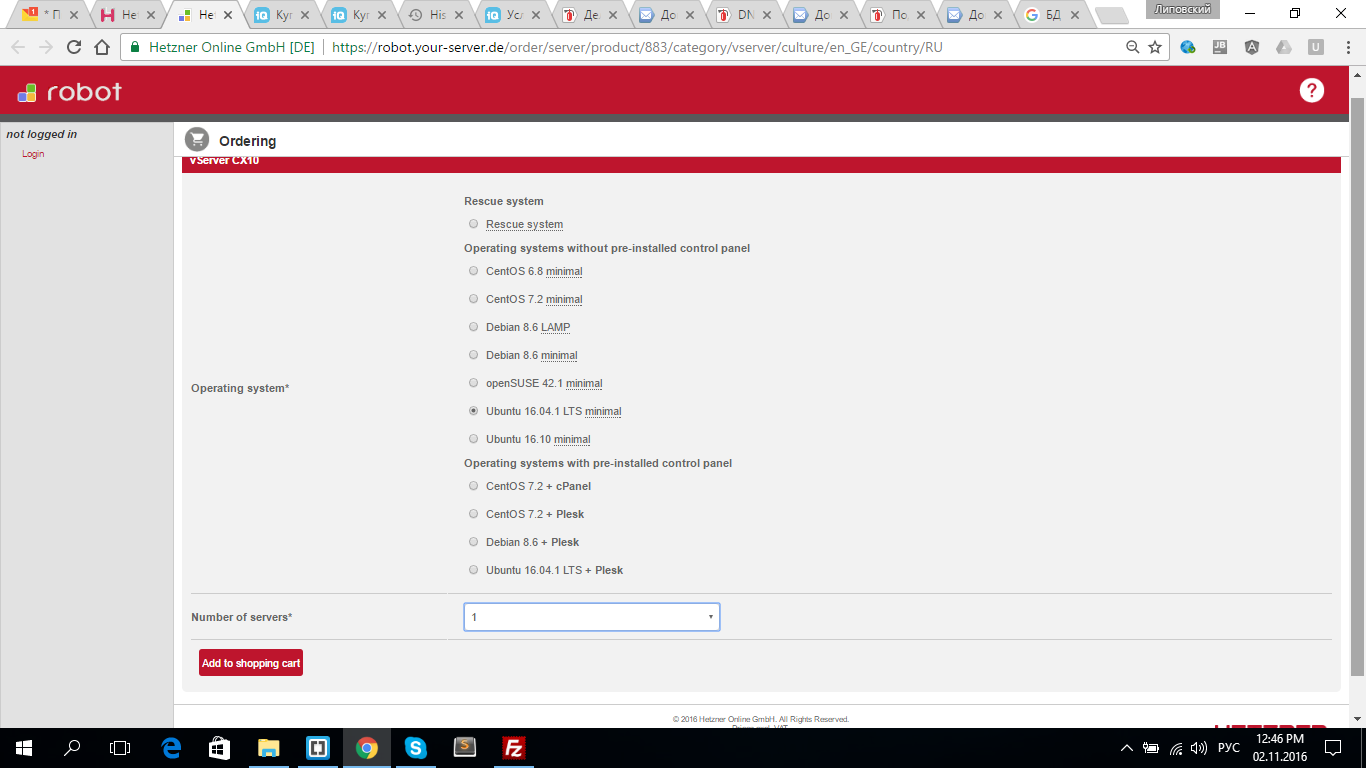 * П
Не
Не
Куг
Куг
His
Усл
Де
До
DN
До
По
До
БД
Липовский
Hetzner Online GmbH [DE] https://robot.your-server.de/order/server/product/883/category/vserver/culture/en_GE/country/RU
robot
?
not logged in
Login
Ordering
vServer CX10
Rescue system
Rescue system
Operating systems without pre-installed control panel
CentOS 6.8 minimal
CentOS 7.2 minimal
Debian 8.6 LAMP
Debian 8.6 minimal
openSUSE 42.1 minimal
Operating system*
Ubuntu 16.04.1 LTS minimal
Ubuntu 16.10 minimal
Operating systems with pre-installed control panel
CentOS 7.2 + cPanel
CentOS 7.2 + Plesk
Debian 8.6 + Plesk
Ubuntu 16.04.1 LTS + Plesk
Number of servers* 1
Add to shopping cart
© 2016 Hetzner Online GmbH. All Rights Reserved.
HETZNER
РУС
12:46 PM
02.11.2016